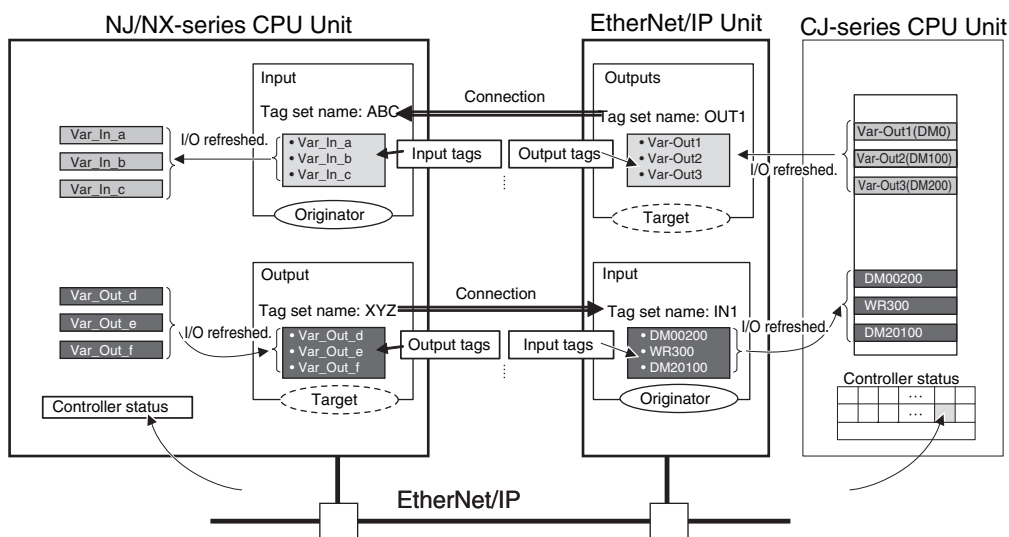 NJ/NX-series CPU Unit
EtherNet/IP Unit
CJ-series CPU Unit
Input
Tag set name: ABC
Connection
Outputs
Tag set name: OUT1
Var_In_a
Var_In_b
Var_In_c
I/O refreshed.
• Var_In_a
• Var_In_b
• Var_In_c
Input tags
Output tags
• Var-Out1
• Var-Out2
• Var-Out3
I/O refreshed.
Var-Out1(DM0)
Var-Out2(DM100)
Var-Out3(DM200)
Originator
Target
Output
Tag set name: XYZ
Connection
Input
Tag set name: IN1
Var_Out_d
Var_Out_e
Var_Out_f
I/O refreshed.
• Var_Out_d
• Var_Out_e
• Var_Out_f
Output tags
Input tags
• DM00200
• WR300
• DM20100
I/O refreshed.
DM00200
WR300
DM20100
Target
Originator
Controller status
Controller status
EtherNet/IP